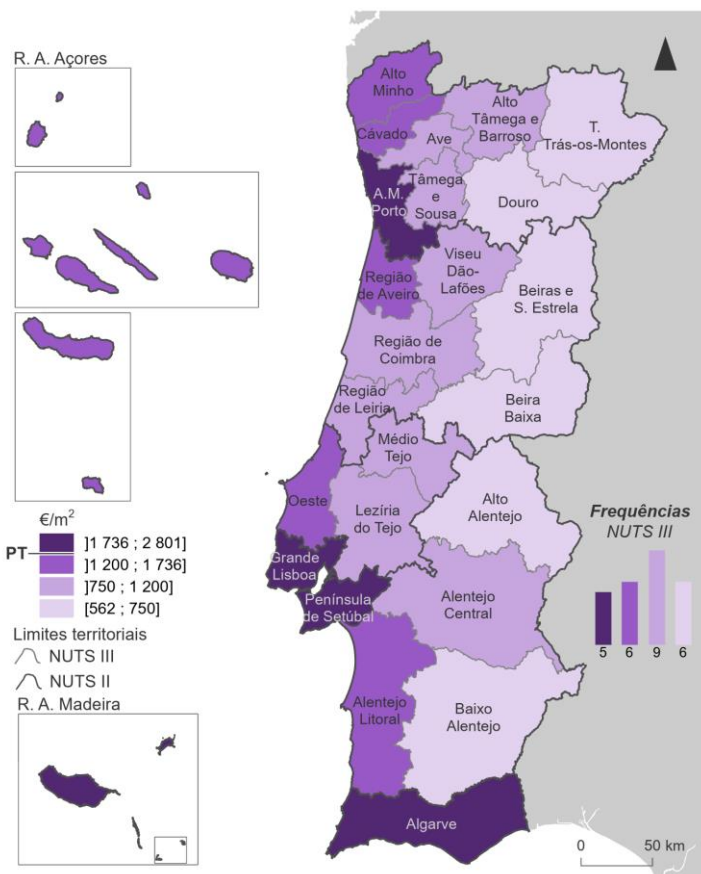 R. A. Açores
Alto
Minho
Cávado
Ave
Alto
Tâmega e
Barroso
T.
Trás-os-Montes
A.M.
Porto
Tâmega
e
Sousa
Douro
Região
de Aveiro
Viseu
Dão-
Lafões
Beiras e
S. Estrela
Região de
Coimbra
Região
de Leiria
Beira
Baixa
Médio
Tejo
Oeste
Lezíria
do Tejo
Alto
Alentejo
Grande
Lisboa
Península
de Setúbal
Alentejo
Central
Alentejo
Litoral
Baixo
Alentejo
Algarve
€/m²
PT
]1 736 ; 2 801]
]1 200 ; 1 736]
]750 ; 1 200]
[562 ; 750]
Limites territoriais
NUTS III
NUTS II
R. A. Madeira
Frequências
NUTS III
5 6 9 6
0 50 km